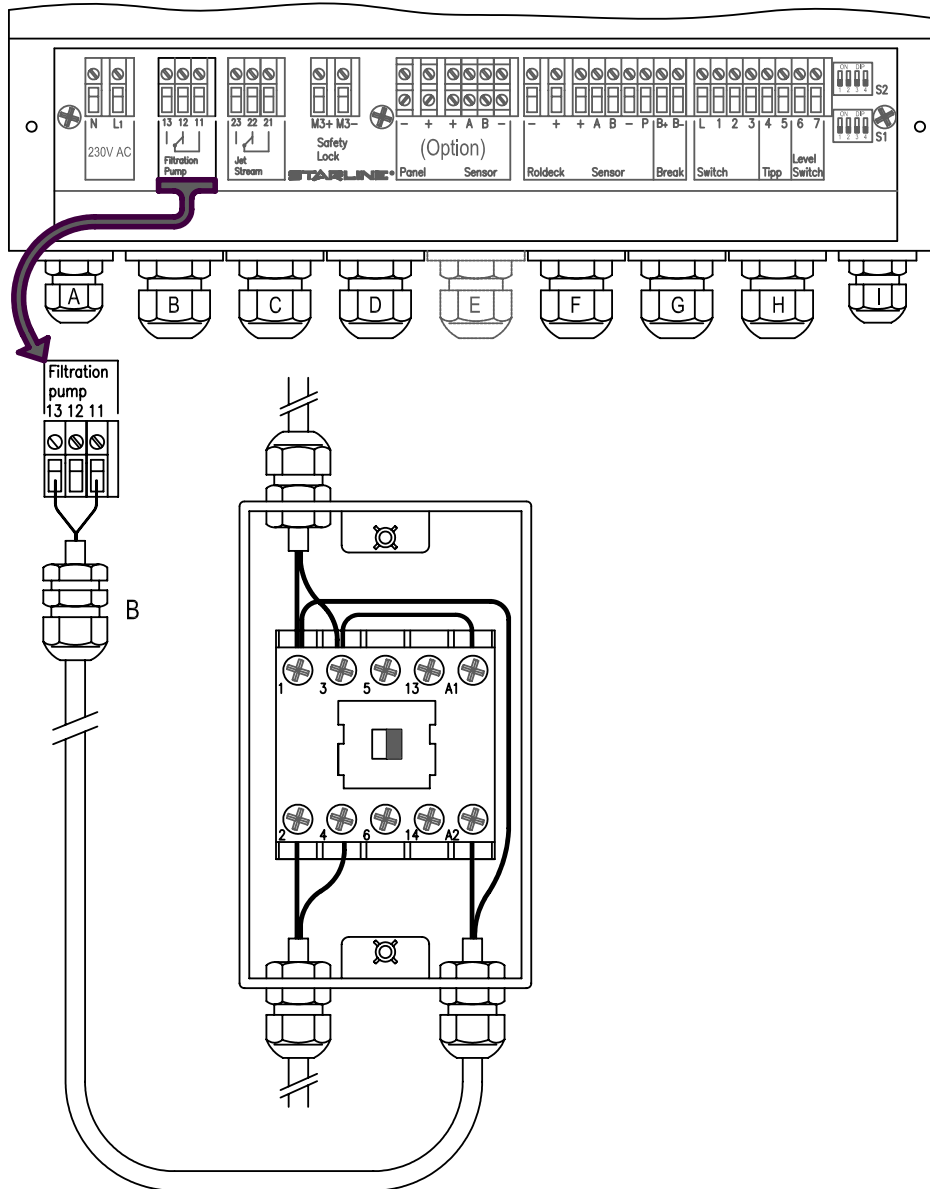 ON DIP
1 2 3 4
S2
N L1
13 12 11
23 22 21
M3+ M3-
- + + A B -
- + + A B - P B+ B-
L 1 2 3 4 5 6 7
ON DIP
1 2 3 4
S1
230V AC
Filtration
Pump
Jet
Stream
Safety
Lock
STARLINE®
(Option)
Panel Sensor
Roldeck Sensor Break
Switch Tipp
Level
Switch
A B C D E F G H I
Filtration
pump
13 12 11
B
1 3 5 13 A1
2 4 6 14 A2